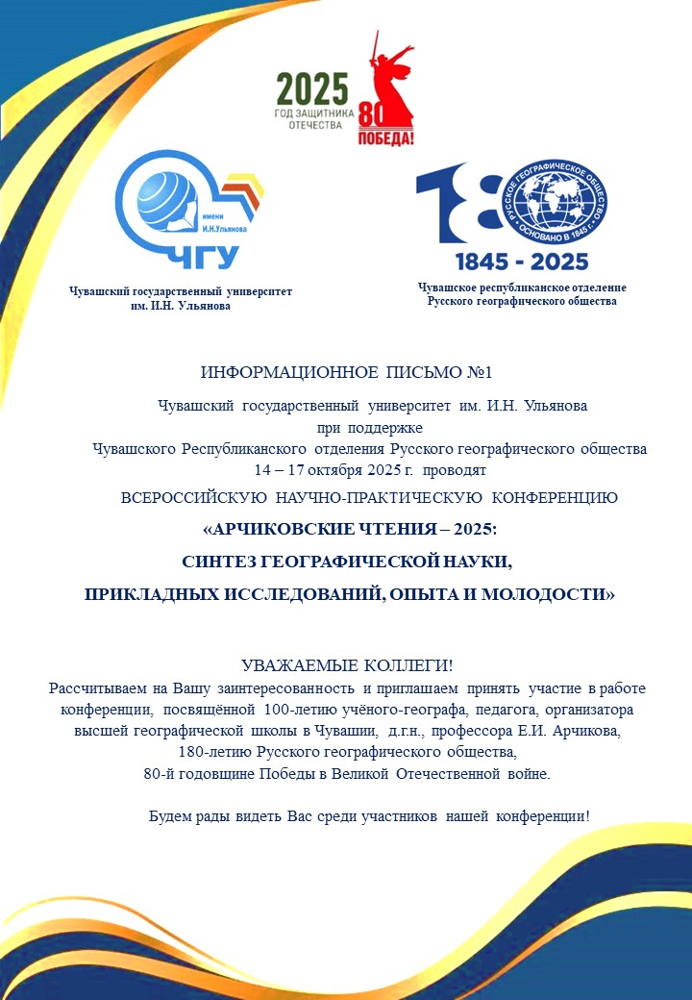 2025
ГОД ЗАЩИТНИКА
ОТЕЧЕСТВА
80
ПОБЕДА!
имени
И.Н.Ульянова
ЧГУ
180
РУССКОЕ ГЕОГРАФИЧЕСКОЕ ОБЩЕСТВО
ОСНОВАНО В 1845 г.
1845 - 2025
Чувашский государственный университет
им. И.Н. Ульянова
Чувашское республиканское отделение
Русского географического общества
ИНФОРМАЦИОННОЕ ПИСЬМО №1
Чувашский государственный университет им. И.Н. Ульянова
при поддержке
Чувашского Республиканского отделения Русского географического общества
14 – 17 октября 2025 г. проводят
ВСЕРОССИЙСКУЮ НАУЧНО-ПРАКТИЧЕСКУЮ КОНФЕРЕНЦИЮ
«АРЧИКОВСКИЕ ЧТЕНИЯ – 2025:
СИНТЕЗ ГЕОГРАФИЧЕСКОЙ НАУКИ,
ПРИКЛАДНЫХ ИССЛЕДОВАНИЙ, ОПЫТА И МОЛОДОСТИ»
УВАЖАЕМЫЕ КОЛЛЕГИ!
Рассчитываем на Вашу заинтересованность и приглашаем принять участие в работе
конференции, посвящённой 100-летию учёного-географа, педагога, организатора
высшей географической школы в Чувашии, д.г.н., профессора Е.И. Арчикова,
180-летию Русского географического общества,
80-й годовщине Победы в Великой Отечественной войне.
Будем рады видеть Вас среди участников нашей конференции!